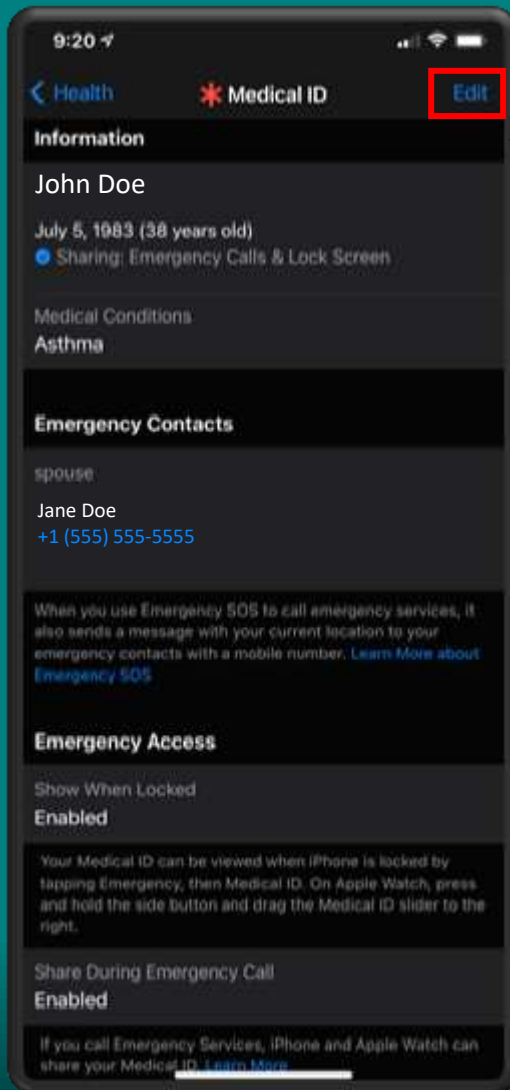 9:20
Health
Medical ID
Edit
Information
John Doe
July 5, 1983 (38 years old)
Sharing: Emergency Calls & Lock Screen
Medical Conditions
Asthma
Emergency Contacts
spouse
Jane Doe
+1 (555) 555-5555
When you use Emergency SOS to call emergency services, it
also sends a message with your current location to your
emergency contacts with a mobile number. Learn More about
Emergency SOS
Emergency Access
Show When Locked
Enabled
Your Medical ID can be viewed when iPhone is locked by
tapping Emergency, then Medical ID. On Apple Watch, press
and hold the side button and drag the Medical ID slider to the
right.
Share During Emergency Call
Enabled
If you call Emergency Services, iPhone and Apple Watch can
share your Medical ID. Learn More